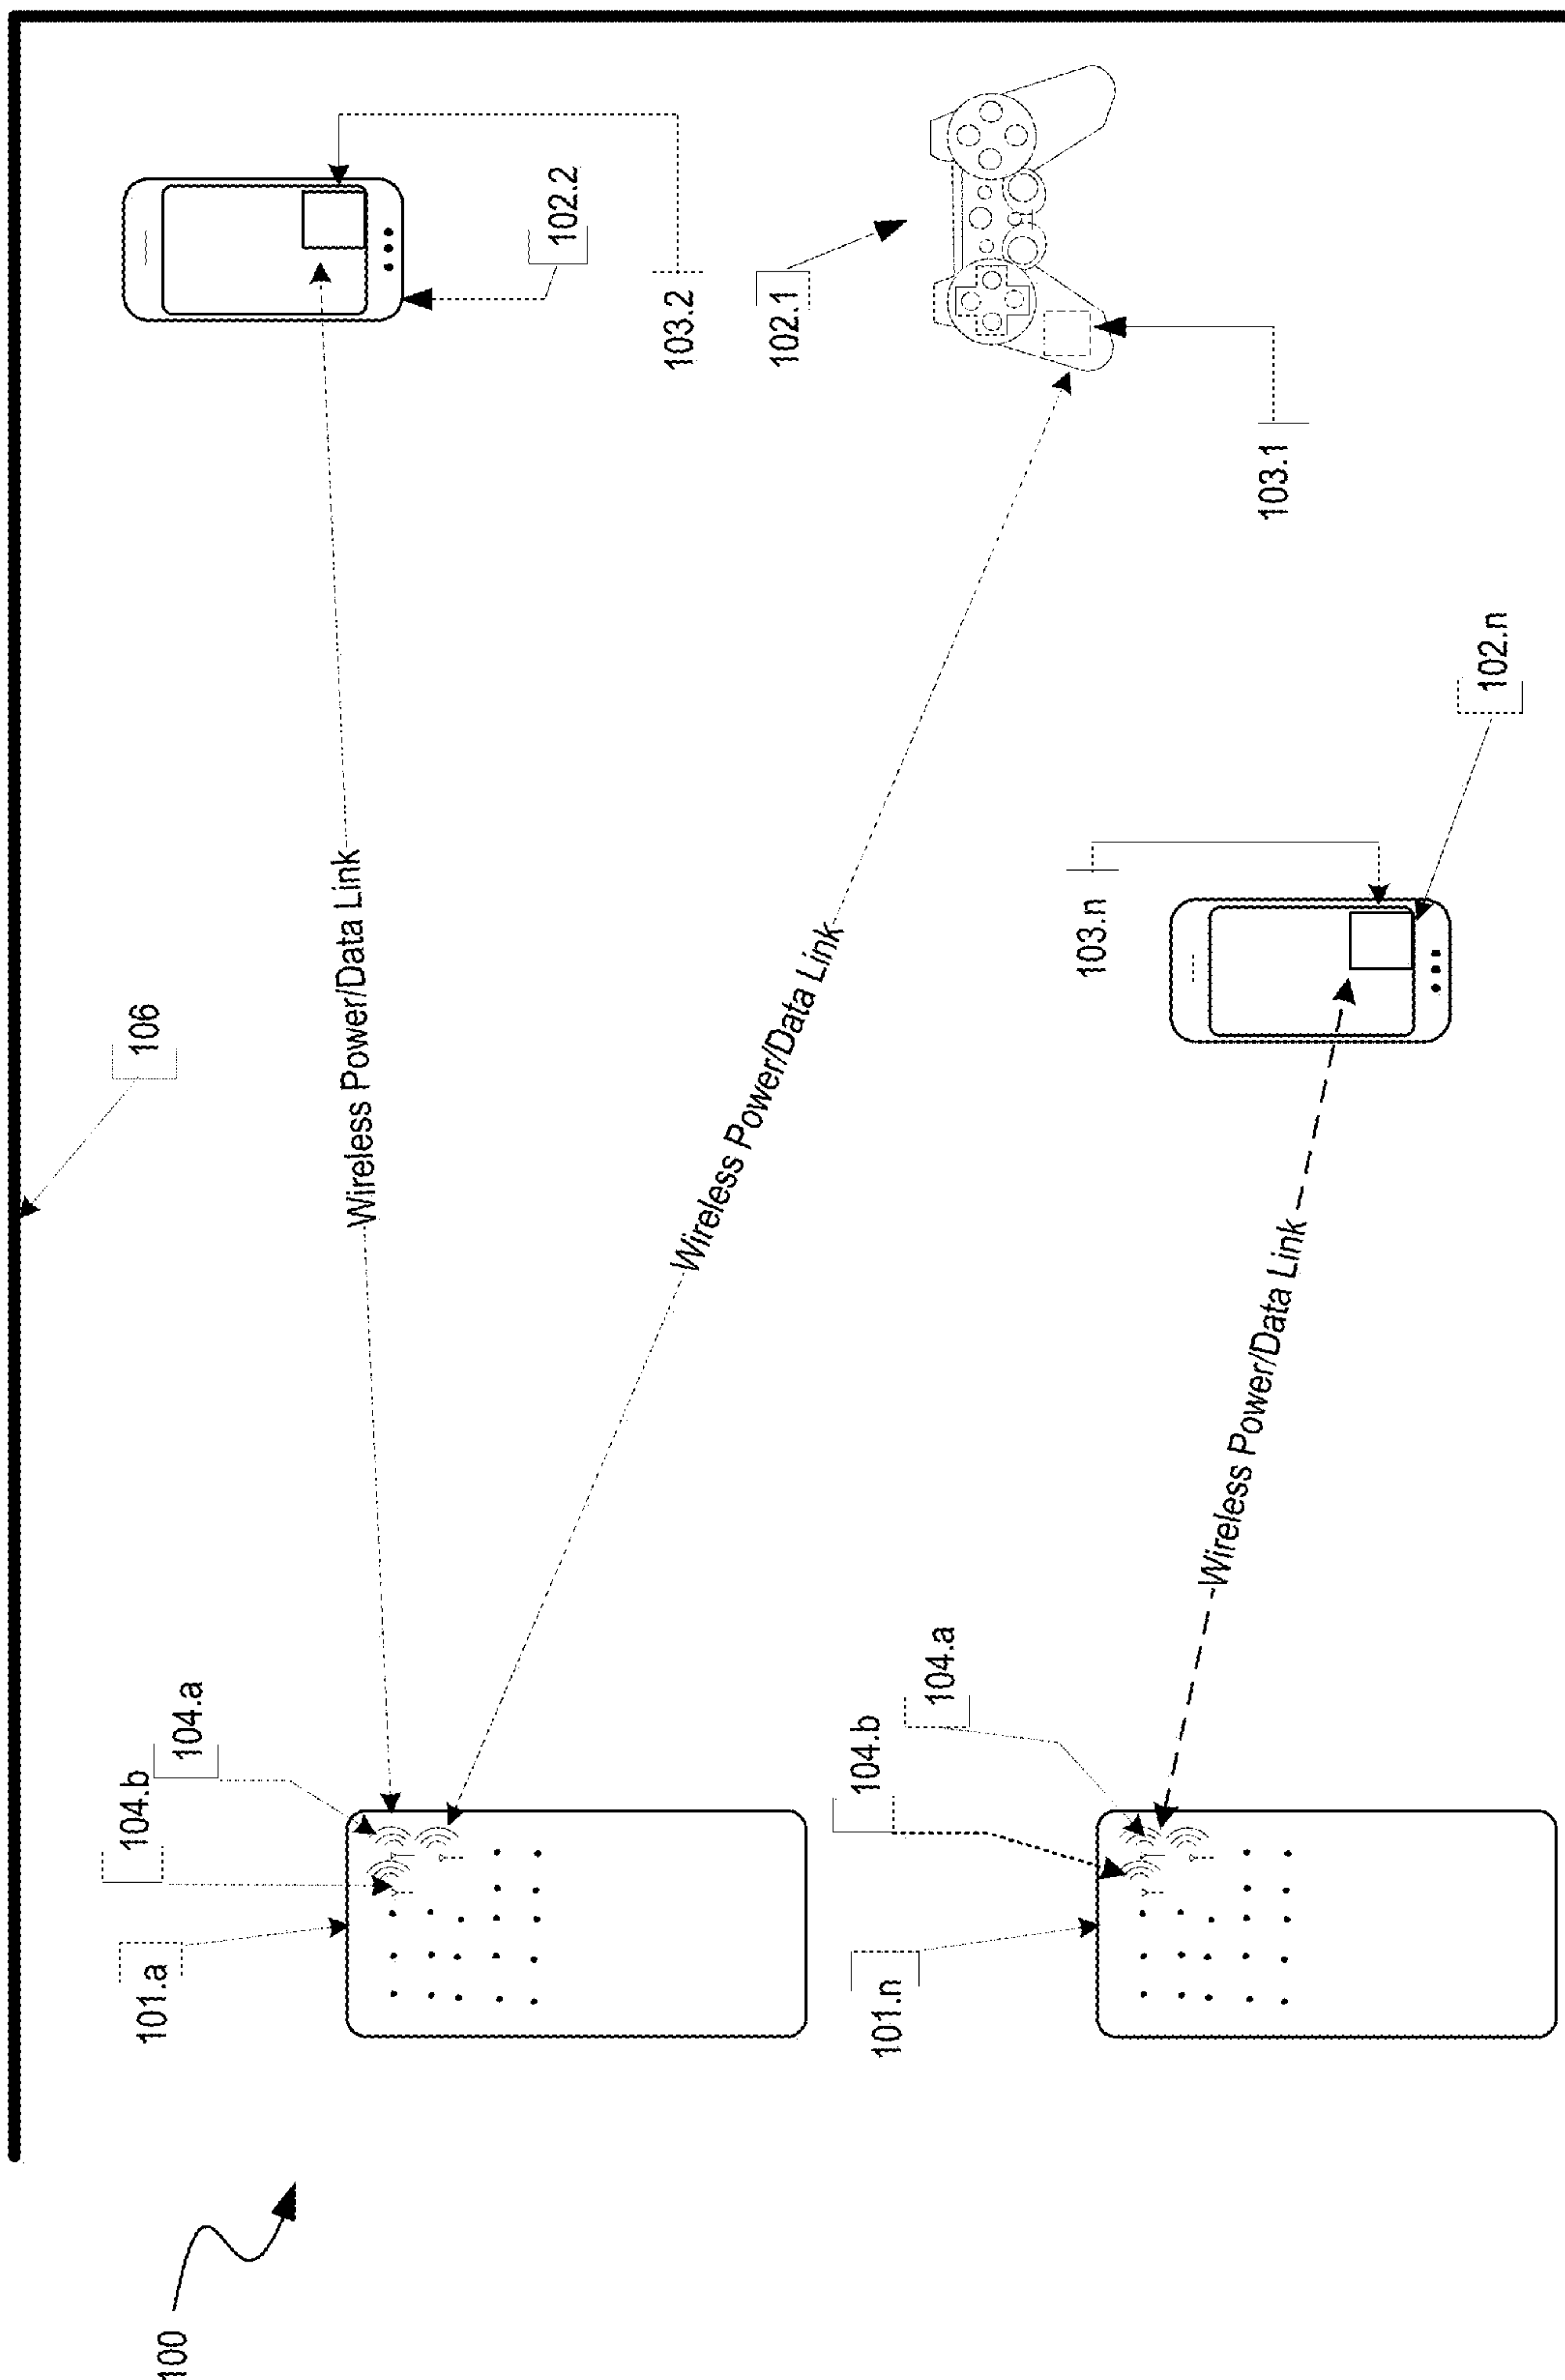 100
101.a
104.b
104.a
106
Wireless Power/Data Link
102.2
103.2
102.1
Wireless Power/Data Link
101.n
104.b
104.a
103.n
Wireless Power/Data Link
103.1
102.n